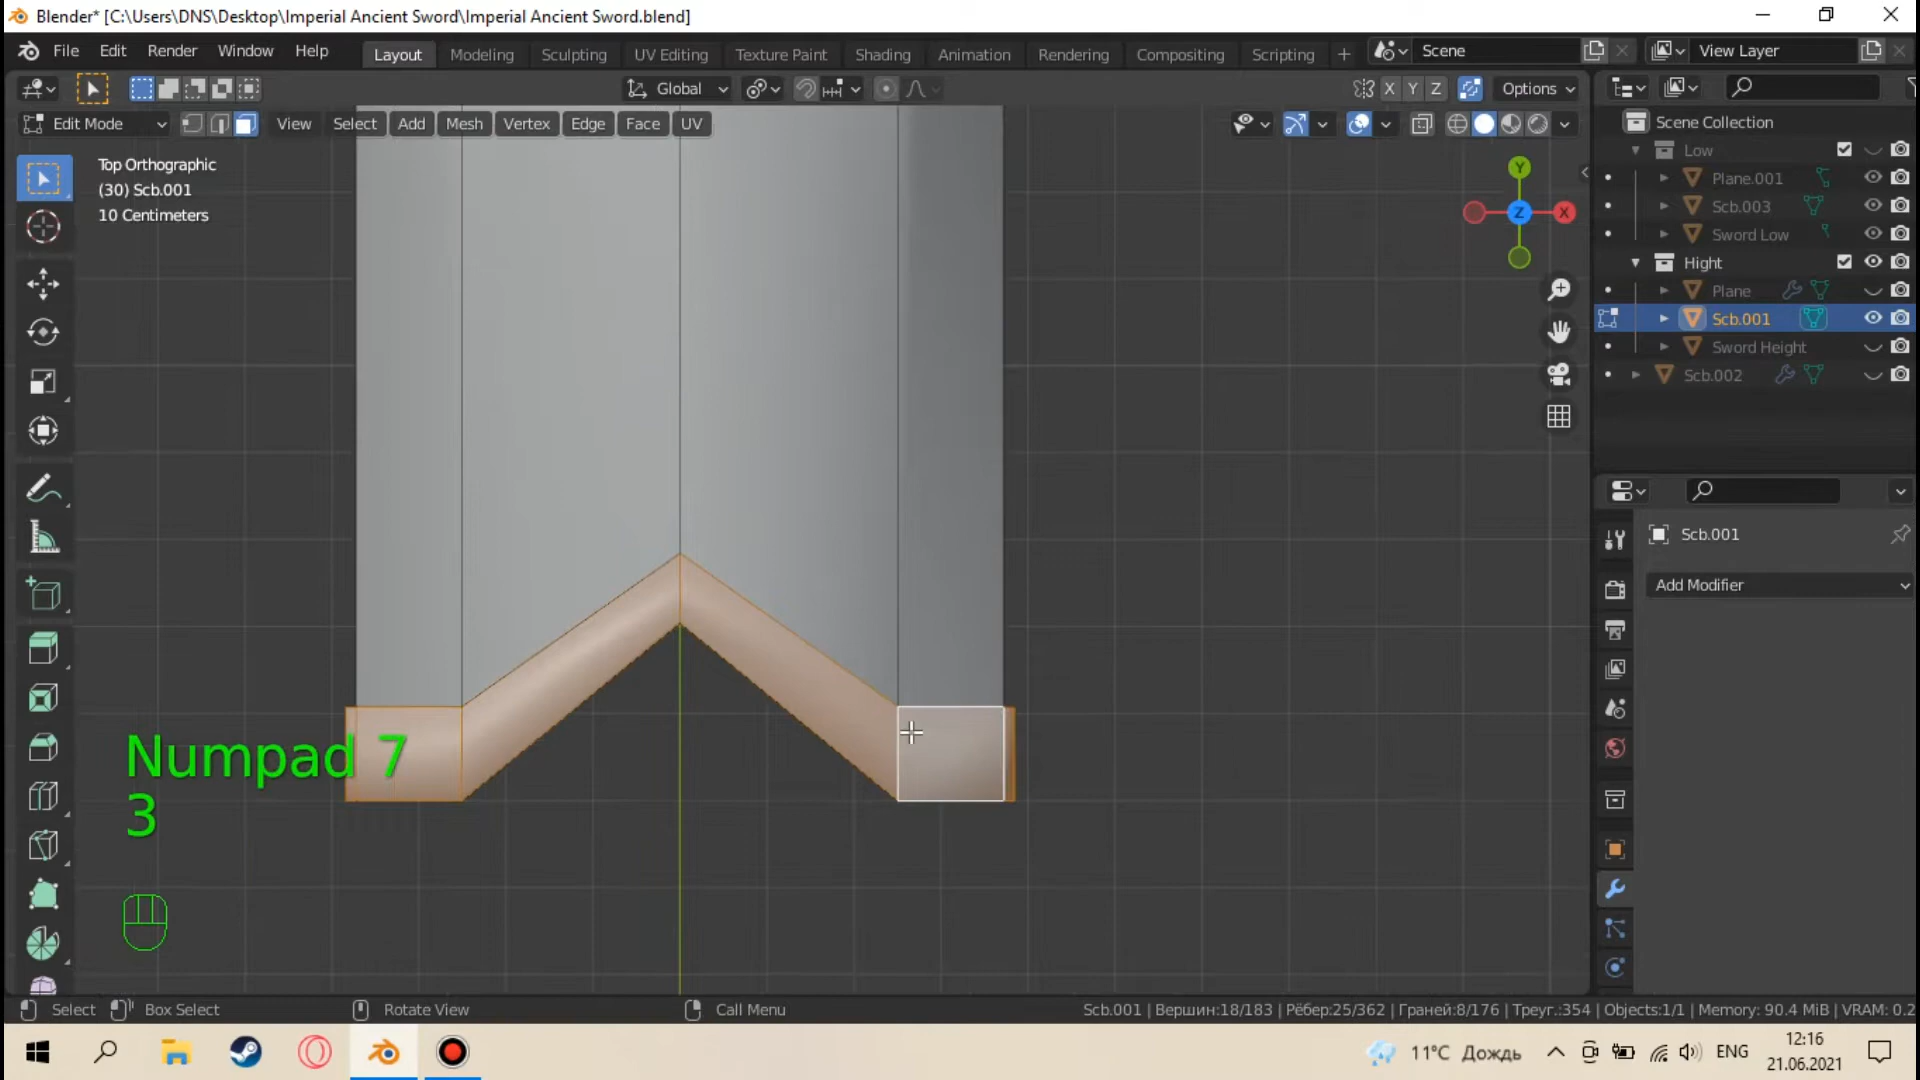 Blender* [C:\Users\DNS\Desktop\Imperial Ancient Sword\Imperial Ancient Sword.blend]
File Edit Render Window Help Layout Modeling Sculpting UV Editing Texture Paint Shading Animation Rendering Compositing Scripting + Scene View Layer
Global X Y Z Options
Edit Mode View Select Add Mesh Vertex Edge Face UV
Top Orthographic
(30) Scb.001
10 Centimeters
Y
X
Z
Scene Collection
Low
Plane.001
Scb.003
Sword Low
Hight
Plane
Scb.001
Sword Height
Scb.002
Scb.001
Add Modifier
Numpad 7
3
Select Box Select Rotate View Call Menu Scb.001 | Вершин:18/183 | Рёбер:25/362 | Граней:8/176 | Треуг.:354 | Objects:1/1 | Memory: 90.4 MiB | VRAM: 0.2
11°C Дождь ENG 12:16
21.06.2021